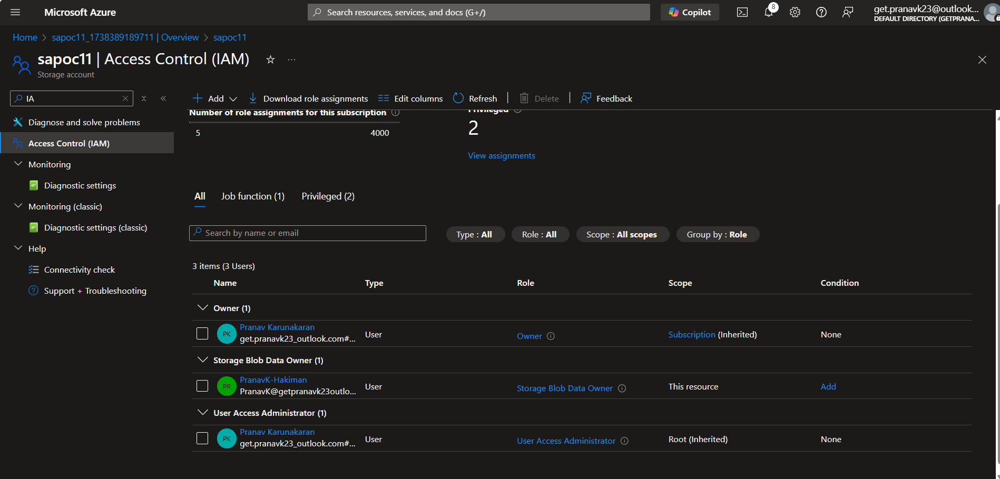 Microsoft Azure
Search resources, services, and docs (G+/)
Copilot
8
get.pranavk23@outlook...
DEFAULT DIRECTORY (GETPRANA...
Home > sapoc11_1738389189711 | Overview > sapoc11
sapoc11 | Access Control (IAM)
Storage account
IA
Add
Download role assignments
Edit columns
Refresh
Delete
Feedback
Diagnose and solve problems
Access Control (IAM)
Monitoring
Diagnostic settings
Monitoring (classic)
Diagnostic settings (classic)
Help
Connectivity check
Support + Troubleshooting
Number of role assignments for this subscription
Privileged
5 4000
2
View assignments
All Job function (1) Privileged (2)
Search by name or email
Type : All
Role : All
Scope : All scopes
Group by : Role
3 items (3 Users)
Name Type Role Scope Condition
Owner (1)
PK
Pranav Karunakaran
get.pranavk23_outlook.com#...
User Owner Subscription (Inherited) None
Storage Blob Data Owner (1)
PR
PranavK-Hakiman
PranavK@getpranavk23outlo...
User Storage Blob Data Owner This resource Add
User Access Administrator (1)
PK
Pranav Karunakaran
get.pranavk23_outlook.com#...
User User Access Administrator Root (Inherited) None